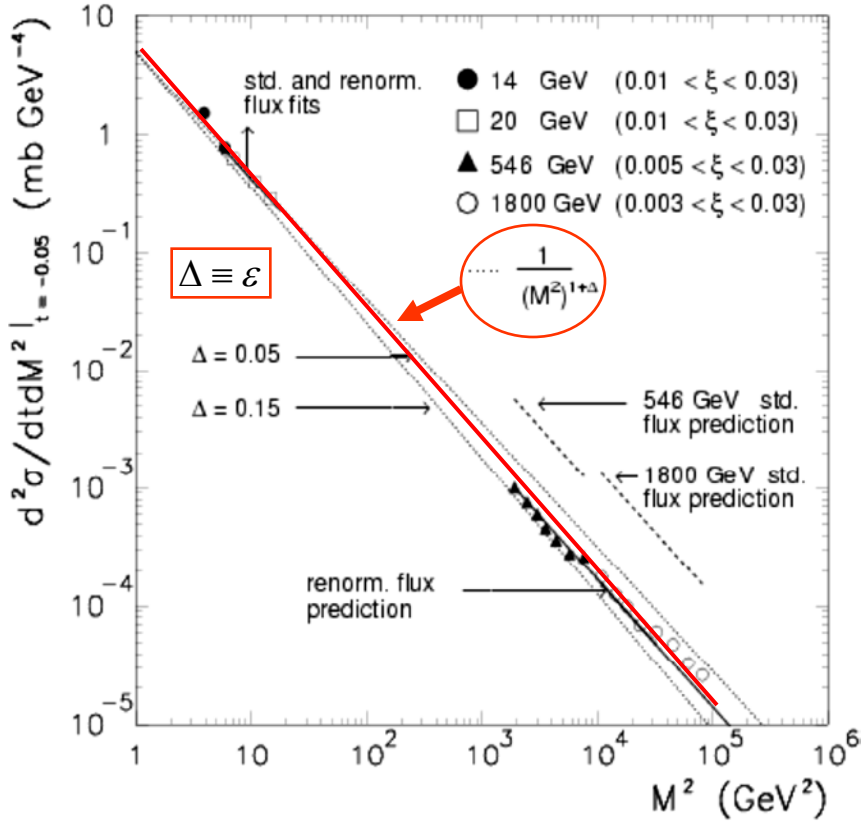 d²σ/dtdM²|t = −0.05 (mb GeV⁻⁴)
10
1
10⁻¹
10⁻²
10⁻³
10⁻⁴
10⁻⁵
std. and renorm.
flux fits
● 14 GeV (0.01 < ξ < 0.03)
□ 20 GeV (0.01 < ξ < 0.03)
▲ 546 GeV (0.005 < ξ < 0.03)
○ 1800 GeV (0.003 < ξ < 0.03)
Δ ≡ ε
1
(M²)¹⁺Δ
Δ = 0.05
Δ = 0.15
546 GeV std.
flux prediction
1800 GeV std.
flux prediction
renorm. flux
prediction
1 10 10² 10³ 10⁴ 10⁵ 10⁶
M² (GeV²)